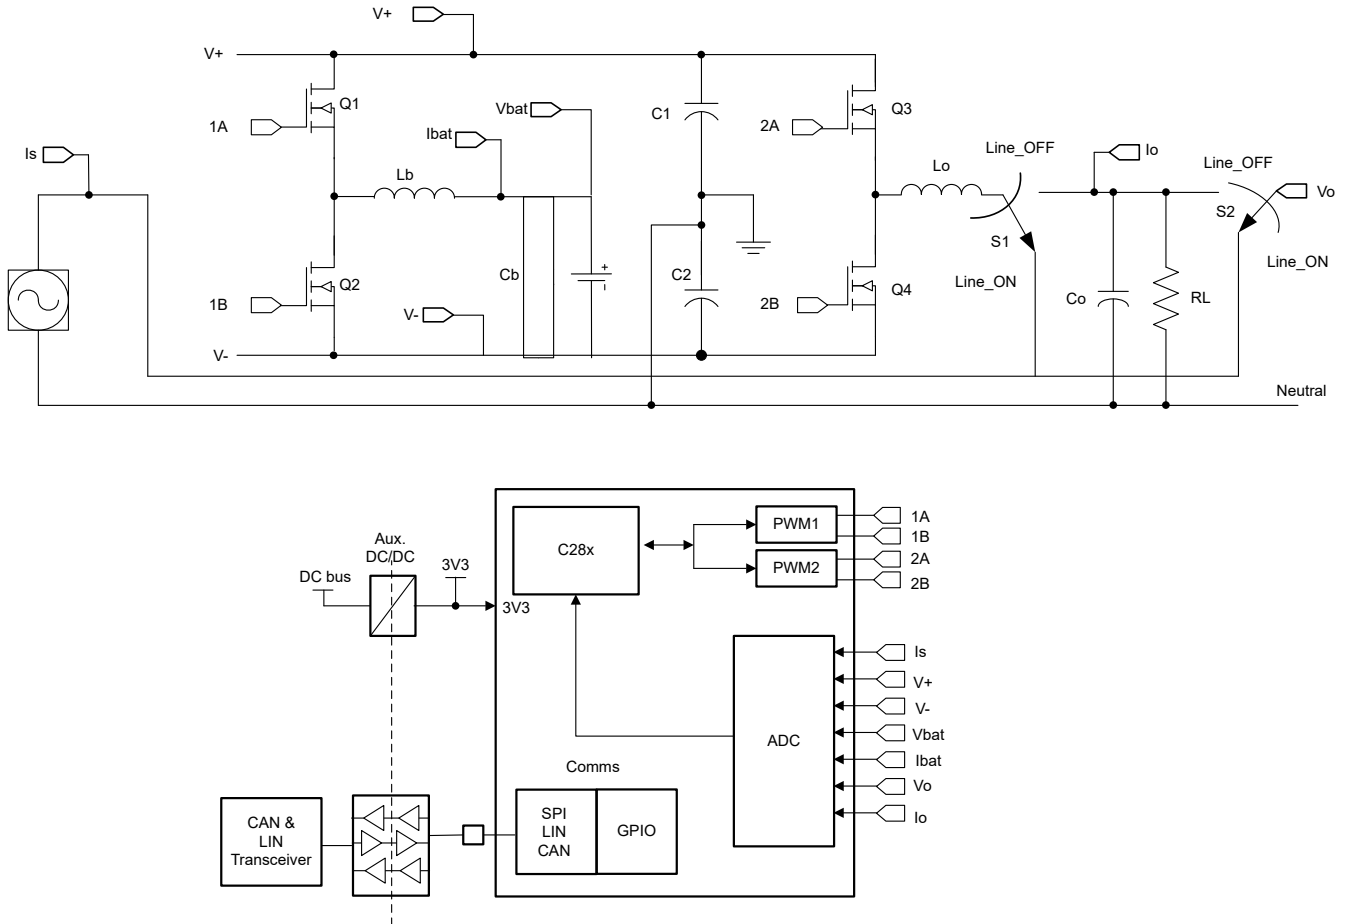 V+
V+
Q1
1A
Is
Vbat
Ibat
Lb
C1
Q3
2A
Line_OFF
Lo
Io
Line_OFF
Vo
S2
S1
Line_ON
Line_ON
Q2
1B
Cb
+
-
V-
C2
Q4
2B
Co
RL
V-
Neutral
Aux.
DC/DC
DC bus
3V3
3V3
C28x
PWM1
PWM2
1A
1B
2A
2B
ADC
Is
V+
V-
Vbat
Ibat
Vo
Io
Comms
SPI
LIN
CAN
GPIO
CAN &
LIN
Transceiver